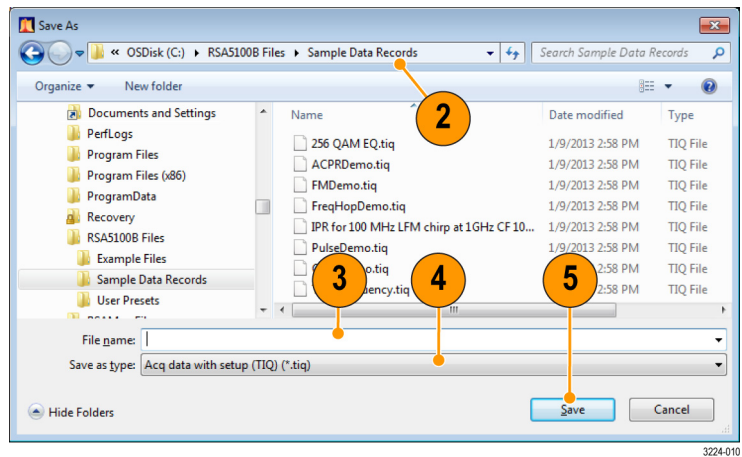 Save As
« OSDisk (C:) ▸ RSA5100B Files ▸ Sample Data Records
Search Sample Data Records
Organize
New folder
2
Name
Date modified
Type
Documents and Settings
PerfLogs
Program Files
Program Files (x86)
ProgramData
Recovery
RSA5100B Files
Example Files
Sample Data Records
User Presets
256 QAM EQ.tiq 1/9/2013 2:58 PM TIQ File
ACPRDemo.tiq 1/9/2013 2:58 PM TIQ File
FMDemo.tiq 1/9/2013 2:58 PM TIQ File
FreqHopDemo.tiq 1/9/2013 2:58 PM TIQ File
IPR for 100 MHz LFM chirp at 1GHz CF 10... 1/9/2013 2:58 PM TIQ File
PulseDemo.tiq 1/9/2013 2:58 PM TIQ File
2:58 PM TIQ File
2:58 PM TIQ File
3
4
5
File name:
Save as type: Acq data with setup (TIQ) (*.tiq)
Hide Folders
Save
Cancel
3224-010